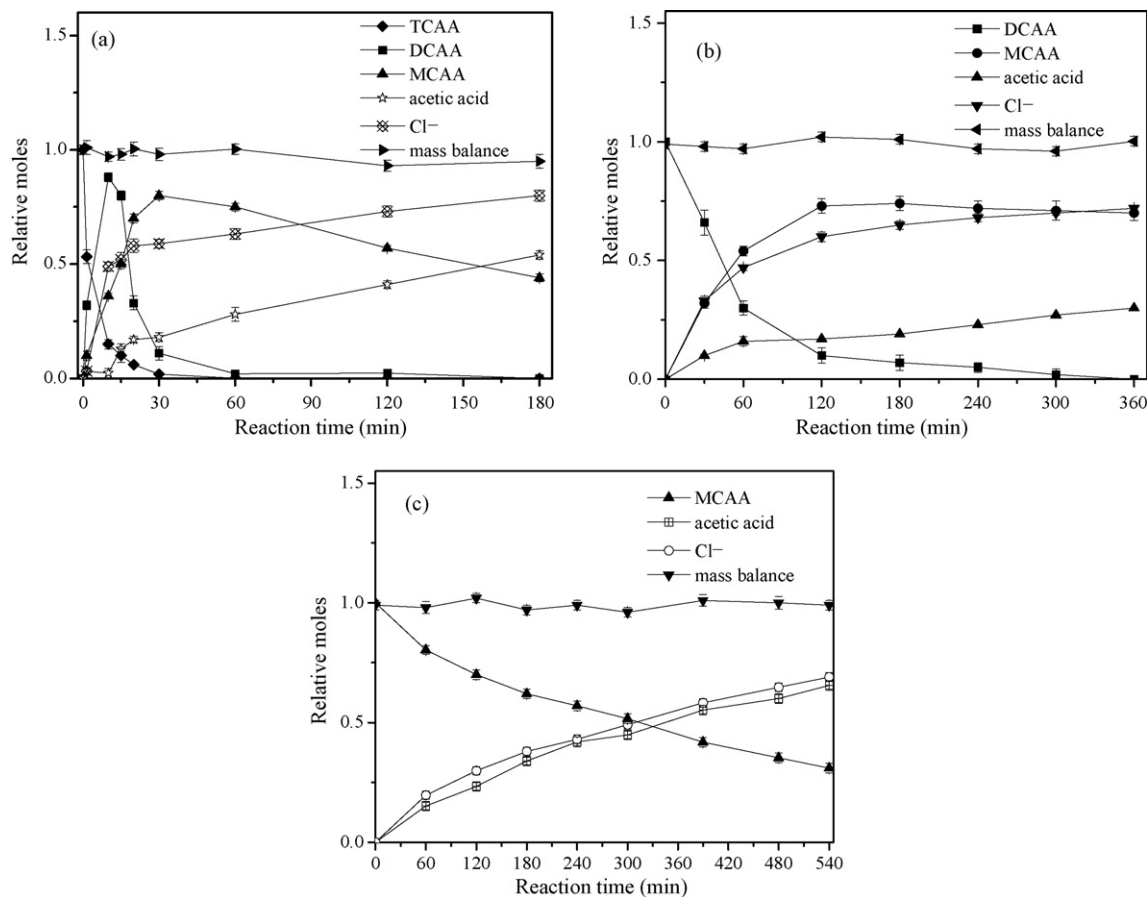 (a)
TCAA
DCAA
MCAA
acetic acid
Cl−
mass balance
1.5
1.0
0.5
0.0
Relative moles
0 30 60 90 120 150 180
Reaction time (min)
(b)
DCAA
MCAA
acetic acid
Cl−
mass balance
1.5
1.0
0.5
0.0
Relative moles
0 60 120 180 240 300 360
Reaction time (min)
(c)
MCAA
acetic acid
Cl−
mass balance
1.5
1.0
0.5
0.0
Relative moles
0 60 120 180 240 300 360 420 480 540
Reaction time (min)